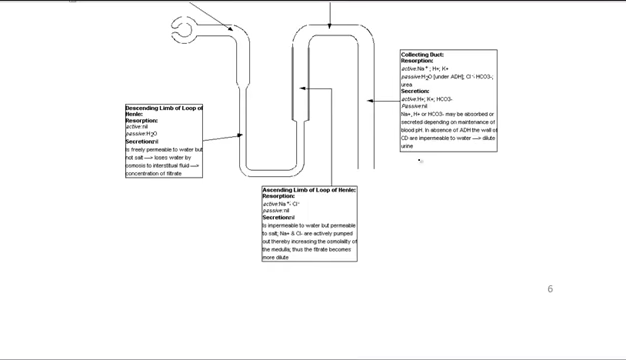 Collecting Duct:
Resorption:
active:Na⁺ ; H+; K+
passive:H2O [under ADH]; Cl⁻; HCO3-;
urea
Secretion:
active:H+; K+; HCO3-
Passive:nil
Na+, H+ or HCO3- may be absorbed or
secreted depending on maintenance of
blood pH. In absence of ADH the wall of
CD are impermeable to water ---> dilute
urine
Descending Limb of Loop of
Henle:
Resorption:
active:nil
passive:H2O
Secretion:nil
Is freely permeable to water but
not salt ---> loses water by
osmosis to interstitual fluid --->
concentration of filtrate
Ascending Limb of Loop of Henle:
Resorption:
active:Na⁺- Cl⁻
passive:nil
Secretion:nil
Is impermeable to water but permeable
to salt; Na+ & Cl- are actively pumped
out thereby increasing the osmolality of
the medulla; thus the filtrate becomes
more dilute
6